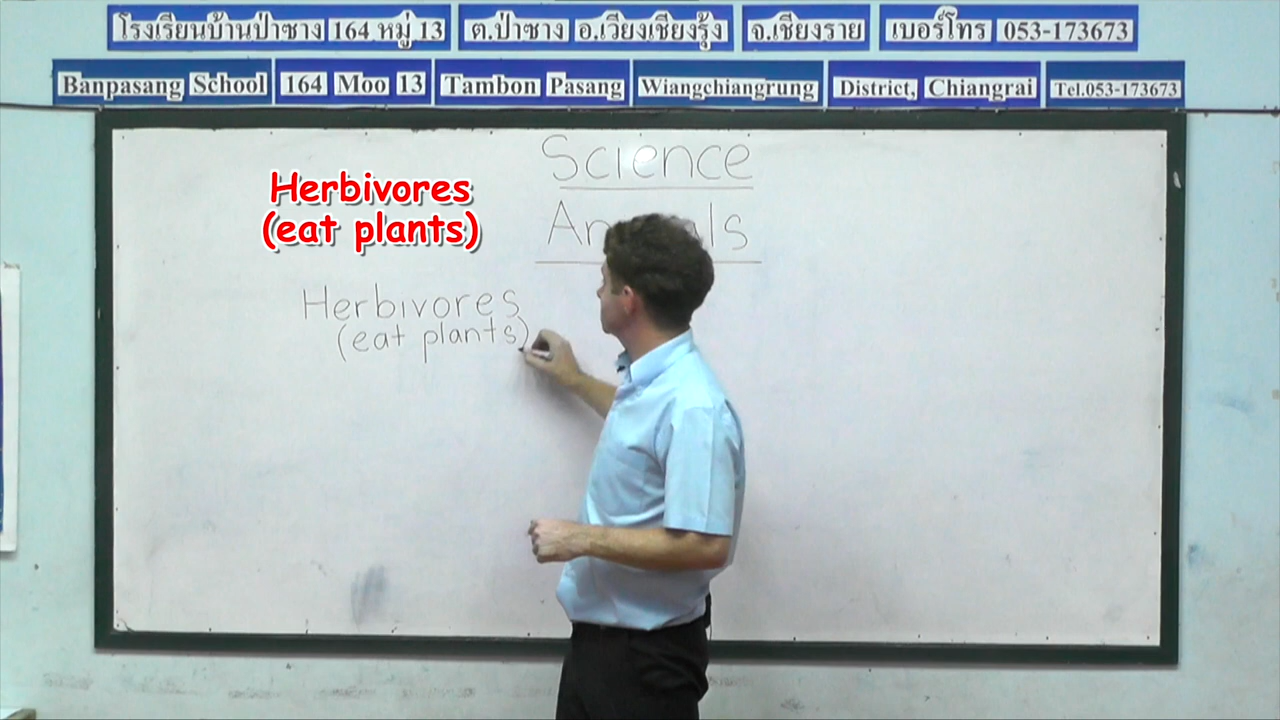 โรงเรียนบ้านป่าซาง 164 หมู่ 13 ต.ป่าซาง อ.เวียงเชียงรุ้ง จ.เชียงราย เบอร์โทร 053-173673
Banpasang School 164 Moo 13 Tambon Pasang Wiangchiangrung District, Chiangrai Tel.053-173673
Science
Herbivores
(eat plants)
Herbivores
(eat plants)